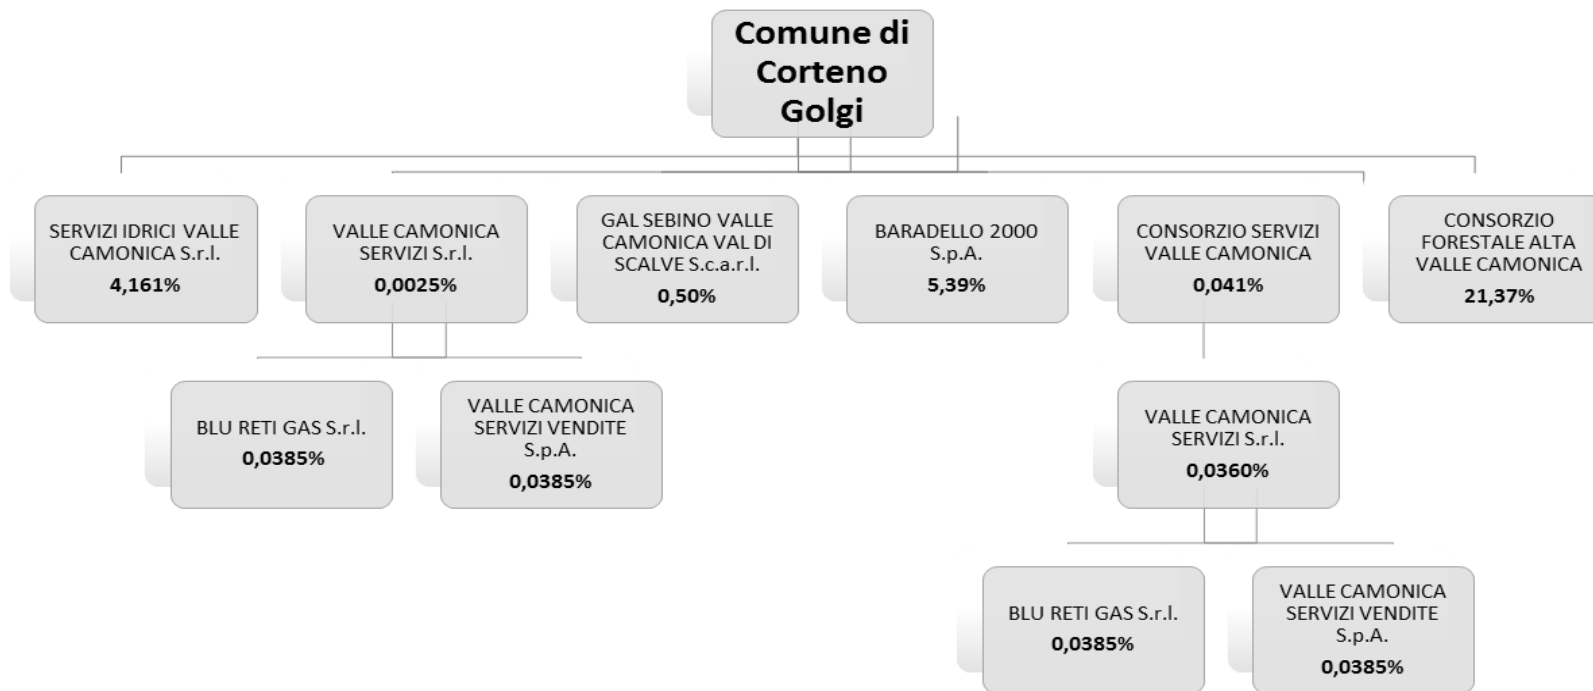 Comune di
Corteno
Golgi
SERVIZI IDRICI VALLE
CAMONICA S.r.l.
4,161%
VALLE CAMONICA
SERVIZI S.r.l.
0,0025%
GAL SEBINO VALLE
CAMONICA VAL DI
SCALVE S.c.a.r.l.
0,50%
BARADELLO 2000
S.p.A.
5,39%
CONSORZIO SERVIZI
VALLE CAMONICA
0,041%
CONSORZIO
FORESTALE ALTA
VALLE CAMONICA
21,37%
BLU RETI GAS S.r.l.
0,0385%
VALLE CAMONICA
SERVIZI VENDITE
S.p.A.
0,0385%
VALLE CAMONICA
SERVIZI S.r.l.
0,0360%
BLU RETI GAS S.r.l.
0,0385%
VALLE CAMONICA
SERVIZI VENDITE
S.p.A.
0,0385%